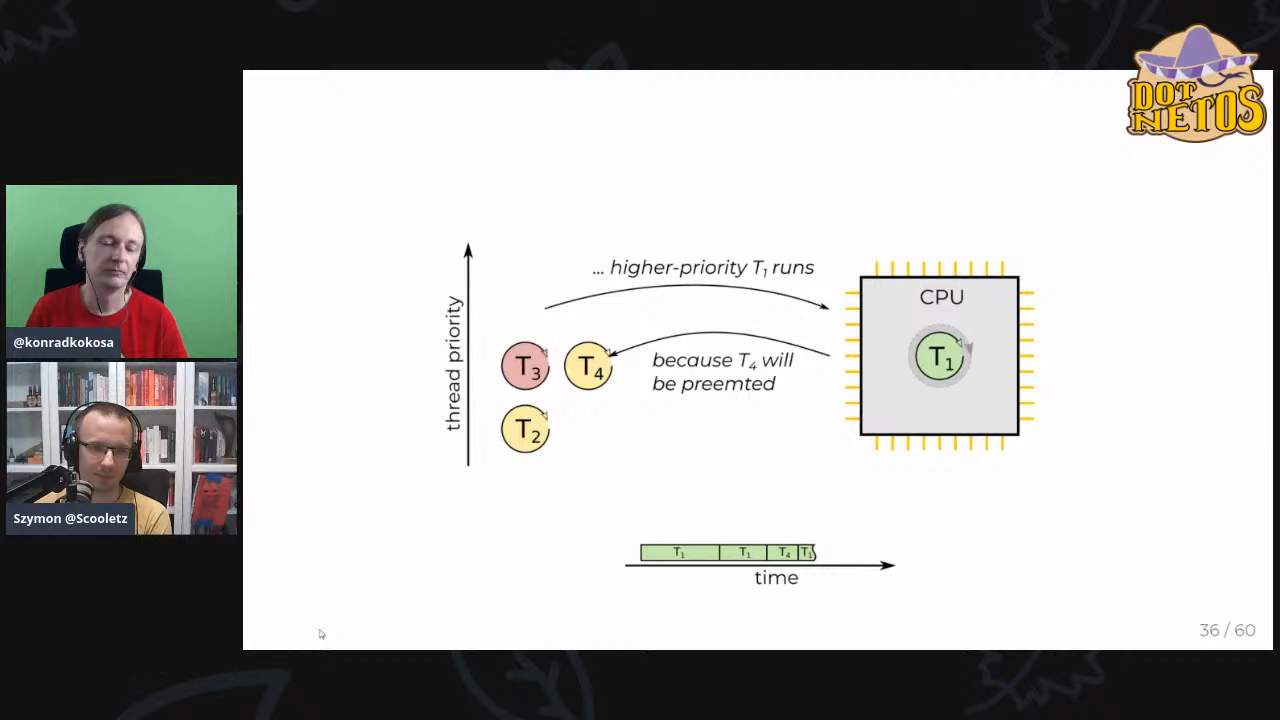 DOT
NETOS
... higher-priority T₁ runs
CPU
thread priority
T₃
T₄
because T₄ will
be preemted
T₁
T₂
@konradkokosa
Szymon @Scooletz
T₁ T₁ T₄ T₁
time
36 / 60